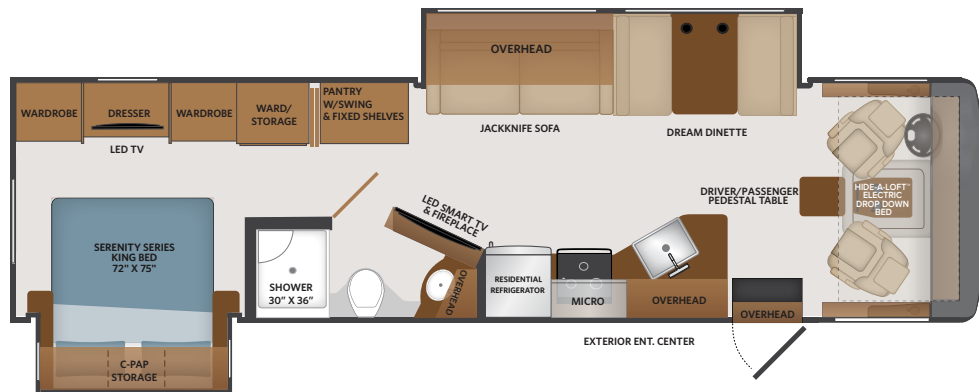 OVERHEAD
WARDROBE
DRESSER
WARDROBE
WARD/
STORAGE
PANTRY
W/SWING
& FIXED SHELVES
LED TV
JACKKNIFE SOFA
DREAM DINETTE
LED SMART TV
& FIREPLACE
DRIVER/PASSENGER
PEDESTAL TABLE
HIDE-A-LOFT™
ELECTRIC
DROP DOWN
BED
SERENITY SERIES
KING BED
72" X 75"
SHOWER
30" X 36"
OVERHEAD
RESIDENTIAL
REFRIGERATOR
MICRO
OVERHEAD
OVERHEAD
EXTERIOR ENT. CENTER
C-PAP
STORAGE